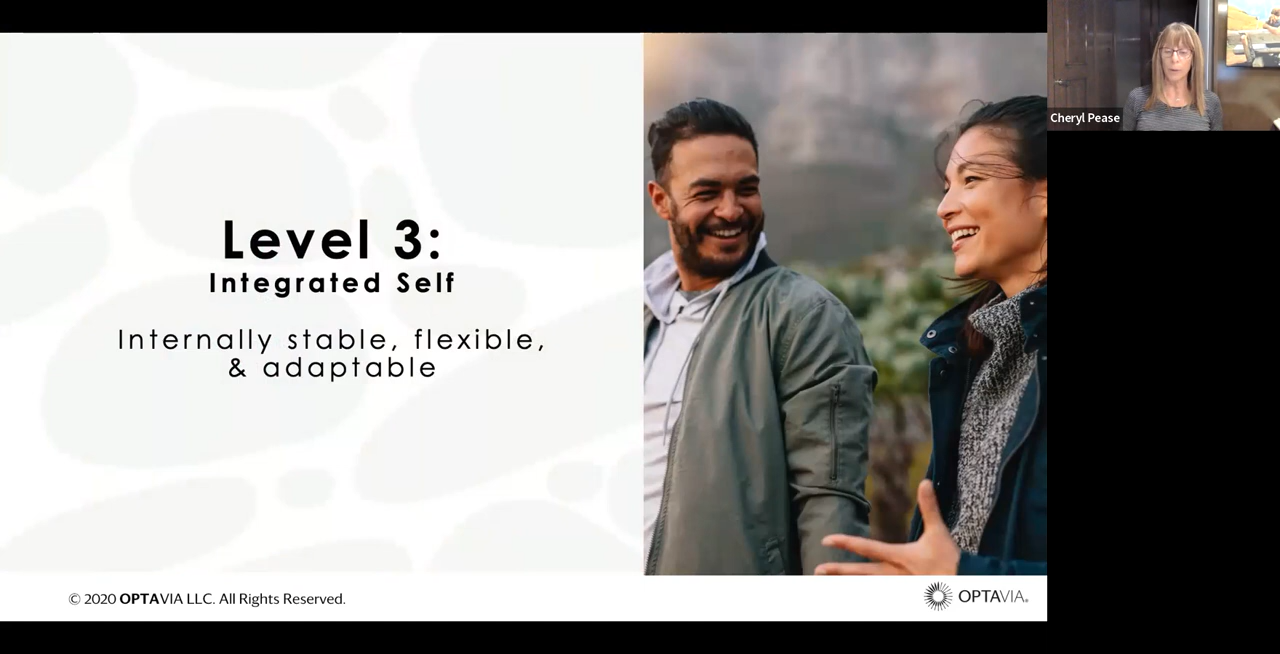 Level 3:
Integrated Self
Internally stable, flexible,
& adaptable
© 2020 OPTAVIA LLC. All Rights Reserved.
OPTAVIA®
Cheryl Pease